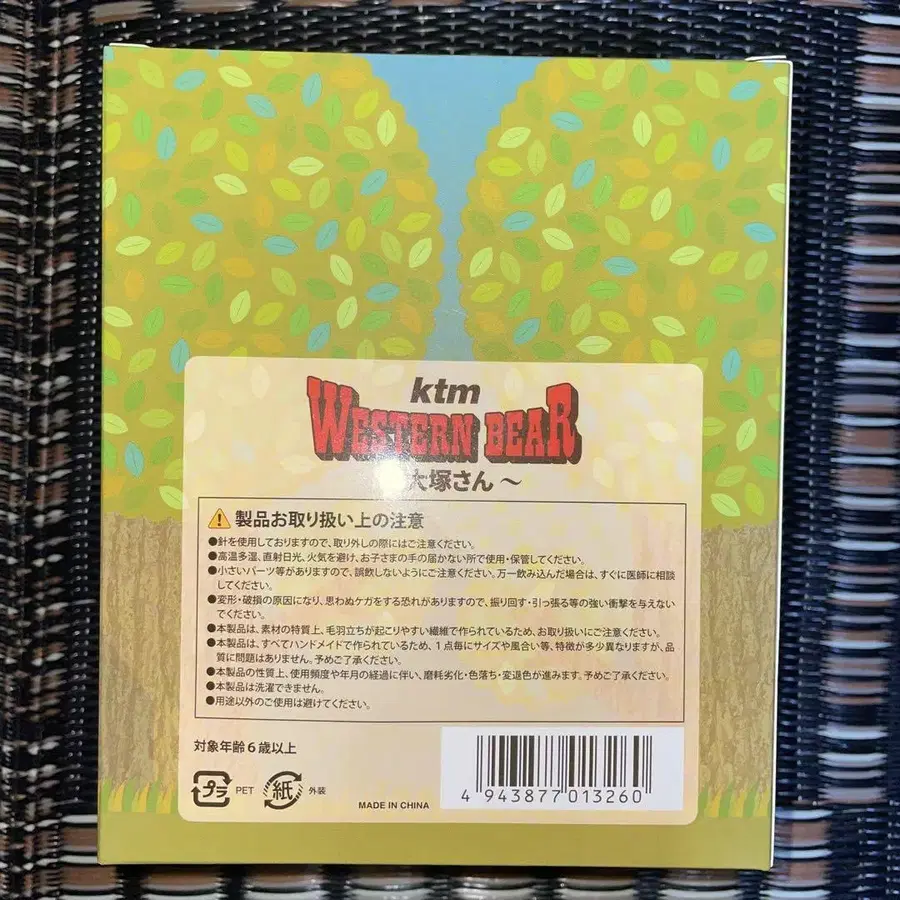 ktm
WESTERN BEAR
大塚さん ～
製品お取り扱い上の注意
●針を使用しておりますので、取り外しの際にはご注意ください。
●高温多湿、直射日光、火気を避け、お子さまの手の届かない所で使用・保管してください。
●小さいパーツ等がありますので、誤飲しないようにご注意ください。万一飲み込んだ場合は、すぐに医師に相談
してください。
●変形・破損の原因になり、思わぬケガをする恐れがありますので、振り回す・引っ張る等の強い衝撃を与えない
でください。
●本製品は、素材の特質上、毛羽立ちが起こりやすい繊維で作られているため、お取り扱いにご注意ください。
●本製品は、すべてハンドメイドで作られているため、1点毎にサイズや風合い等、特徴が多少異なりますが、品
質に問題はありません。予めご了承ください。
●本製品の性質上、使用頻度や年月の経過に伴い、磨耗劣化・色落ち・変退色が進みます。予めご了承ください。
●本製品は洗濯できません。
●用途以外のご使用は避けてください。
対象年齢6歳以上
プラ PET 紙 外装
MADE IN CHINA
4 943877 013260